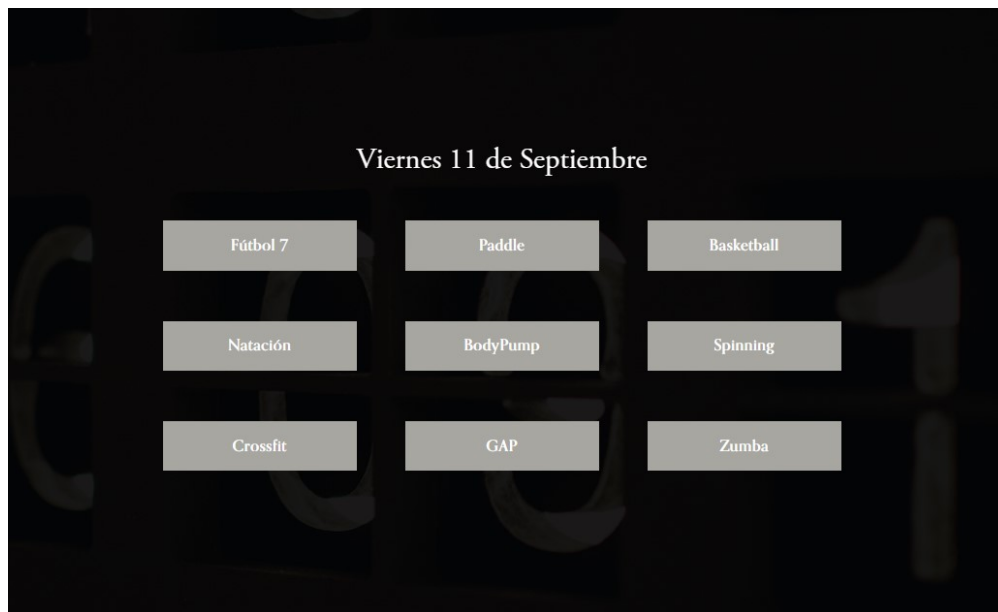 Viernes 11 de Septiembre
Fútbol 7
Paddle
Basketball
Natación
BodyPump
Spinning
Crossfit
GAP
Zumba